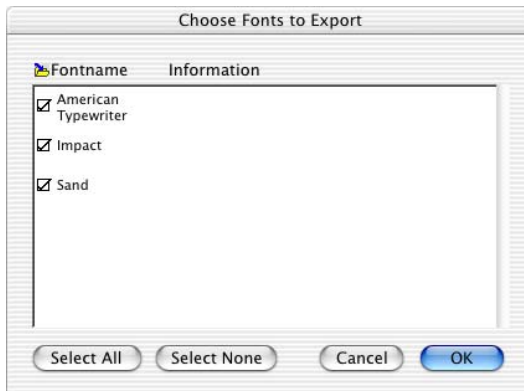 Choose Fonts to Export
Fontname Information
American
Typewriter
Impact
Sand
Select All Select None Cancel OK